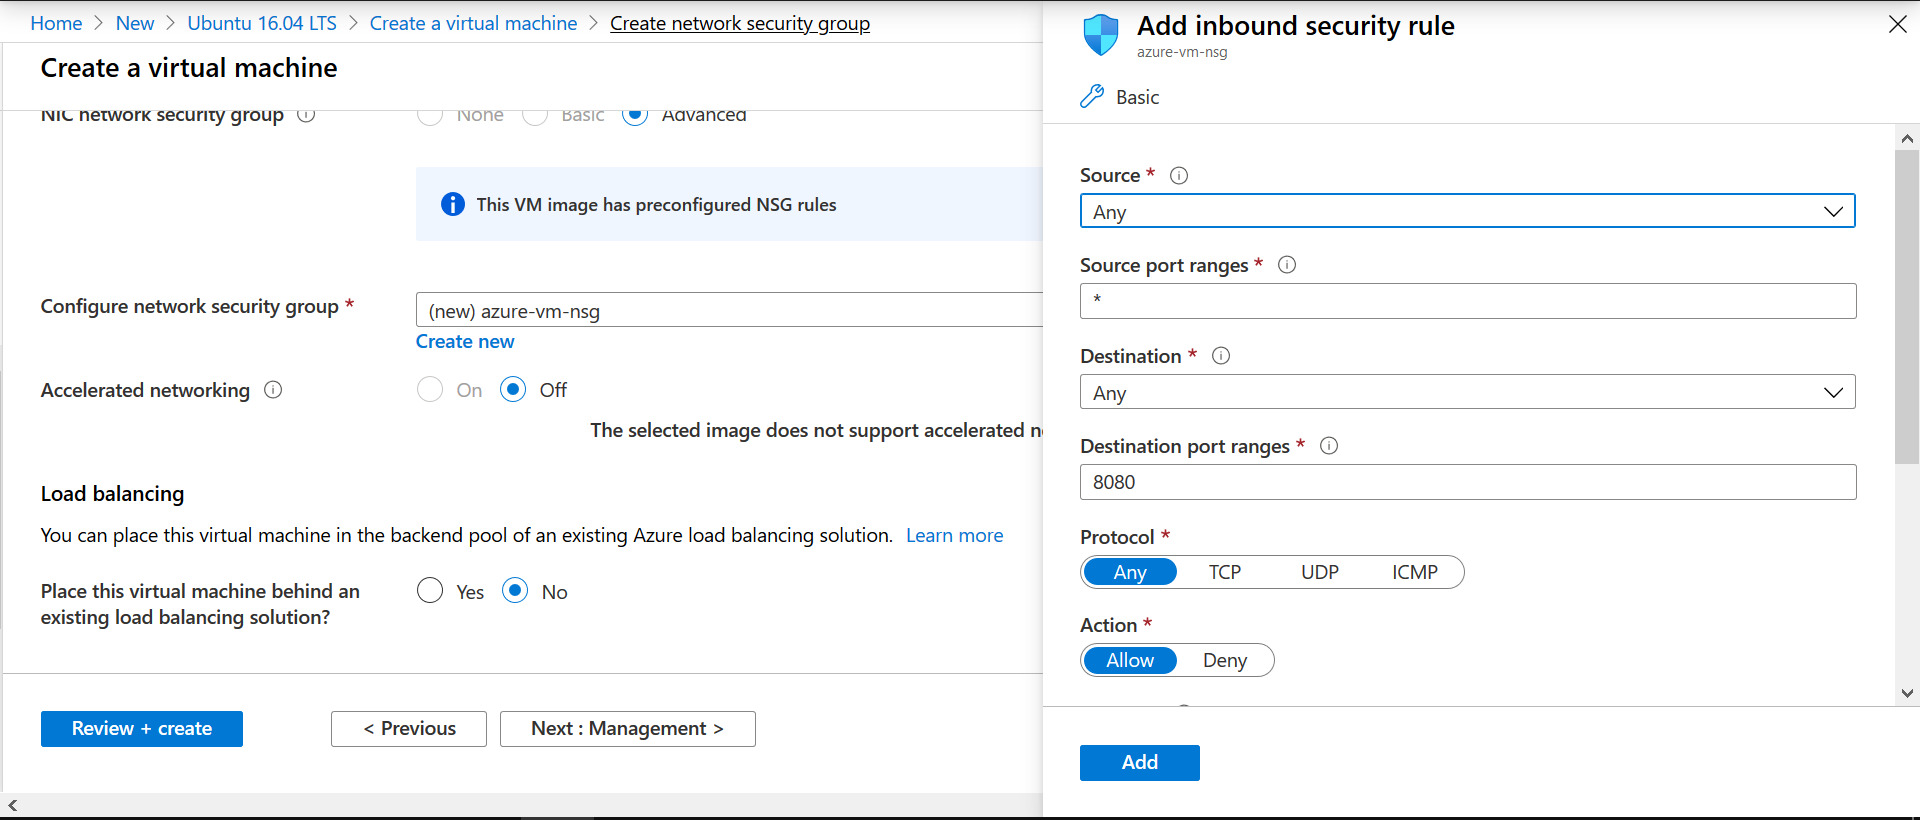 Home > New > Ubuntu 16.04 LTS > Create a virtual machine > Create network security group
Create a virtual machine
NIC network security group
None Basic Advanced
This VM image has preconfigured NSG rules
Configure network security group *
(new) azure-vm-nsg
Create new
Accelerated networking
On Off
The selected image does not support accelerated
Load balancing
You can place this virtual machine in the backend pool of an existing Azure load balancing solution. Learn more
Place this virtual machine behind an
existing load balancing solution?
Yes No
Review + create
< Previous
Next : Management >
Add inbound security rule
azure-vm-nsg
Basic
Source *
Any
Source port ranges *
*
Destination *
Any
Destination port ranges *
8080
Protocol *
Any TCP UDP ICMP
Action *
Allow Deny
Add